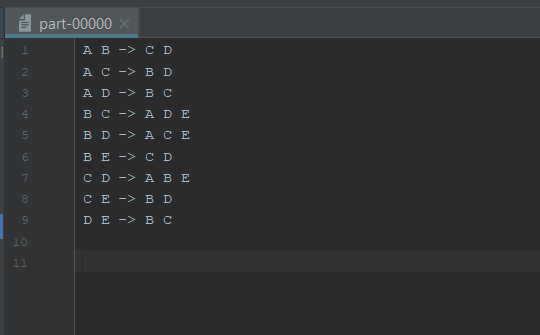 part-00000
1 A B -> C D
2 A C -> B D
3 A D -> B C
4 B C -> A D E
5 B D -> A C E
6 B E -> C D
7 C D -> A B E
8 C E -> B D
9 D E -> B C
10
11